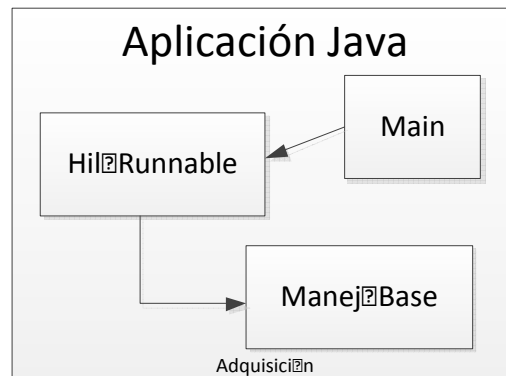 Aplicación Java
Main
Hil�Runnable
Manej�Base
Adquisici�n